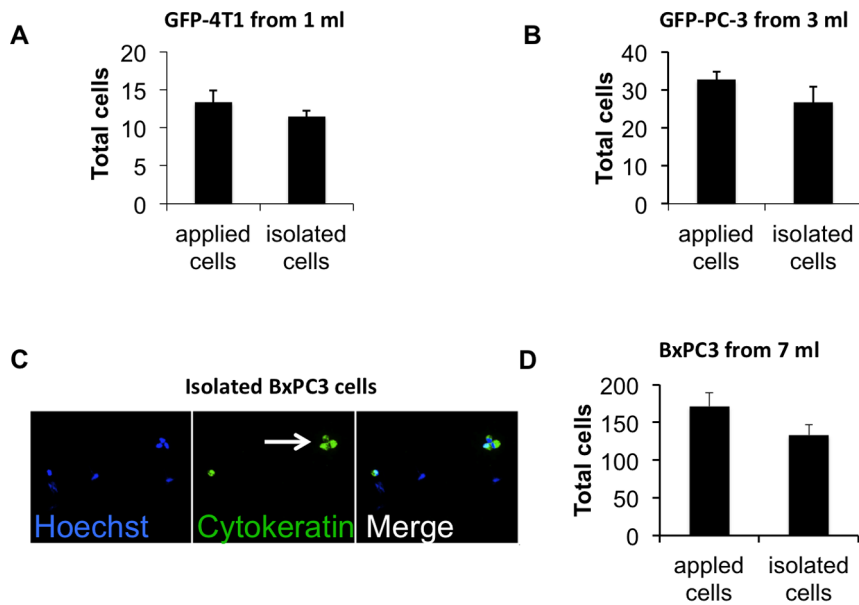 A
GFP-4T1 from 1 ml
Total cells
20
15
10
5
0
applied
cells
isolated
cells
B
GFP-PC-3 from 3 ml
Total cells
40
30
20
10
0
applied
cells
isolated
cells
C
Isolated BxPC3 cells
Hoechst
Cytokeratin
Merge
D
BxPC3 from 7 ml
Total cells
200
150
100
50
0
appled
cells
isolated
cells